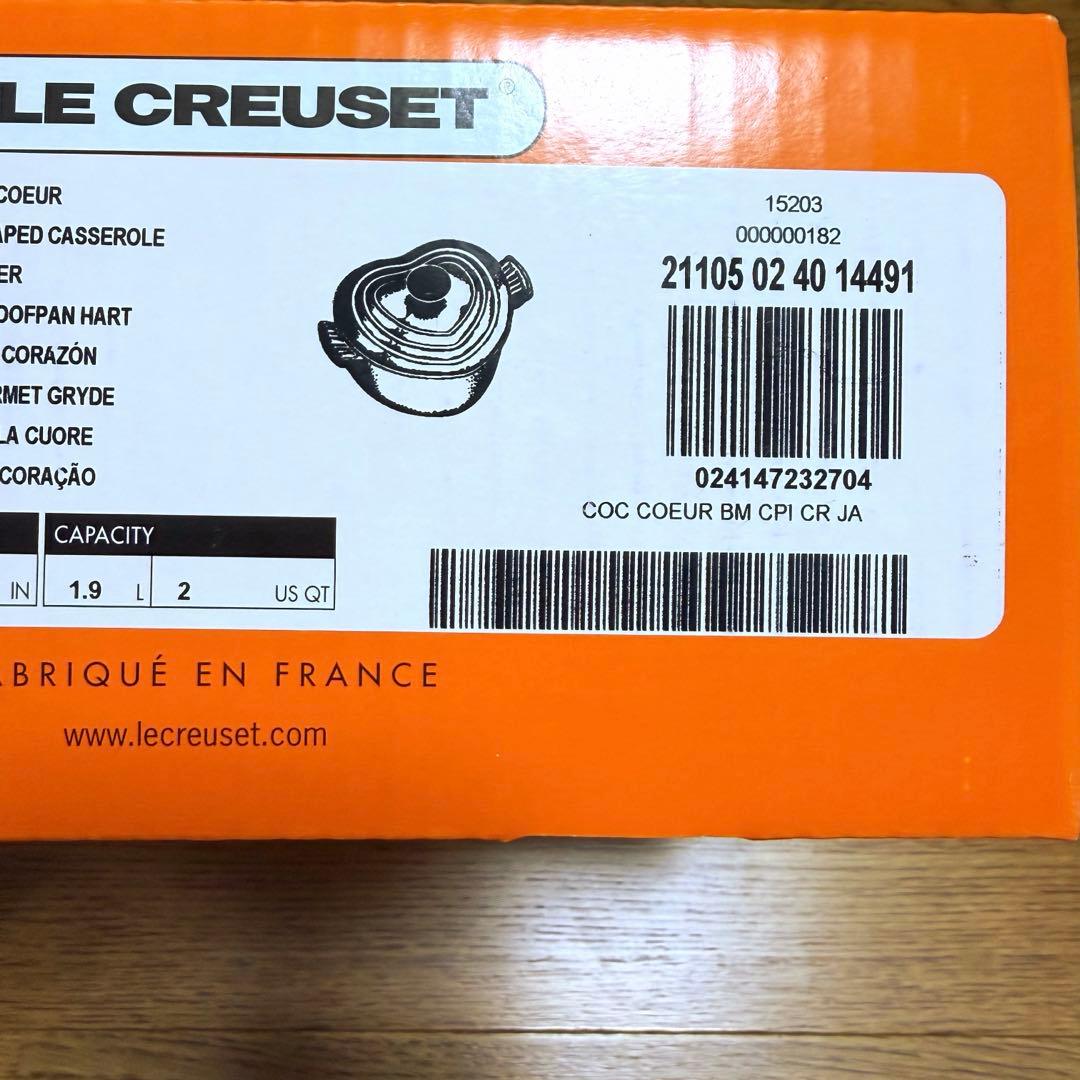 LE CREUSET®
COEUR
APED CASSEROLE
ER
OOFPAN HART
CORAZÓN
RMET GRYDE
LA CUORE
CORAÇÃO
CAPACITY
IN 1.9 L 2 US QT
15203
000000182
21105 02 40 14491
024147232704
COC COEUR BM CPI CR JA
ABRIQUÉ EN FRANCE
www.lecreuset.com